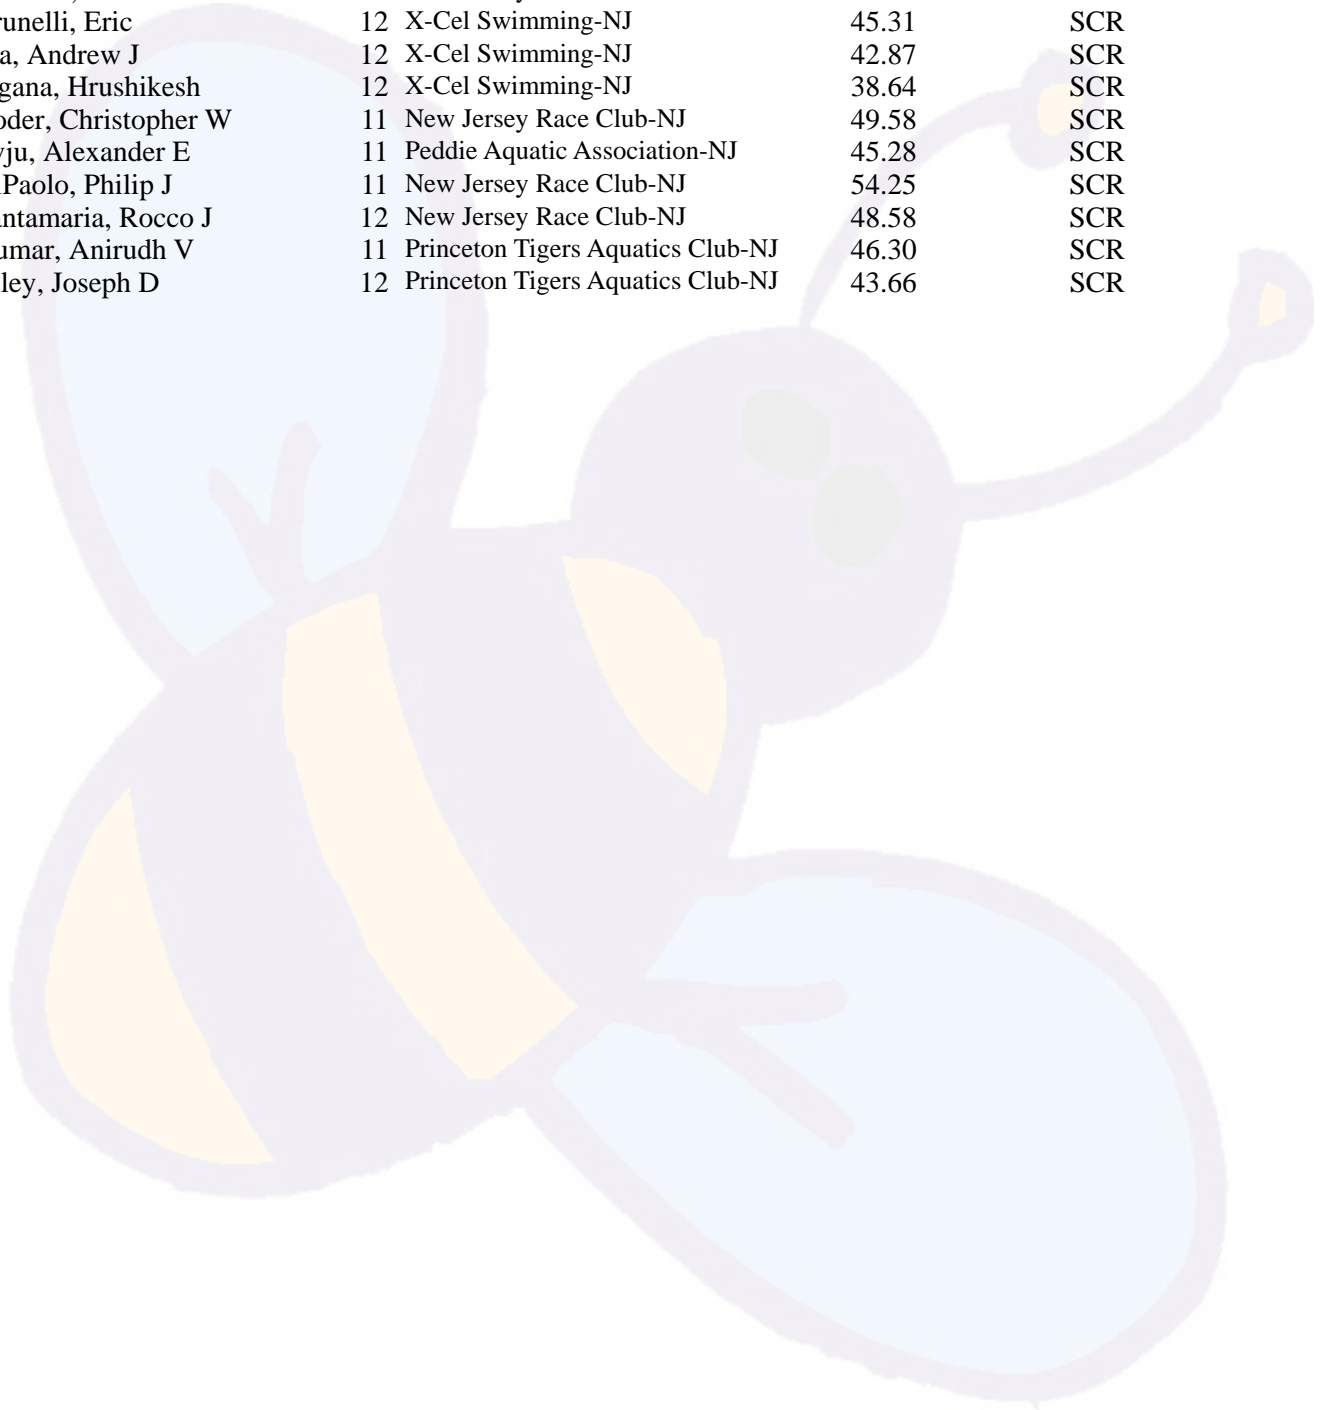 runelli, Eric 12 X-Cel Swimming-NJ 45.31 SCR
a, Andrew J 12 X-Cel Swimming-NJ 42.87 SCR
gana, Hrushikesh 12 X-Cel Swimming-NJ 38.64 SCR
oder, Christopher W 11 New Jersey Race Club-NJ 49.58 SCR
ju, Alexander E 11 Peddie Aquatic Association-NJ 45.28 SCR
Paolo, Philip J 11 New Jersey Race Club-NJ 54.25 SCR
ntamaria, Rocco J 12 New Jersey Race Club-NJ 48.58 SCR
umar, Anirudh V 11 Princeton Tigers Aquatics Club-NJ 46.30 SCR
ley, Joseph D 12 Princeton Tigers Aquatics Club-NJ 43.66 SCR